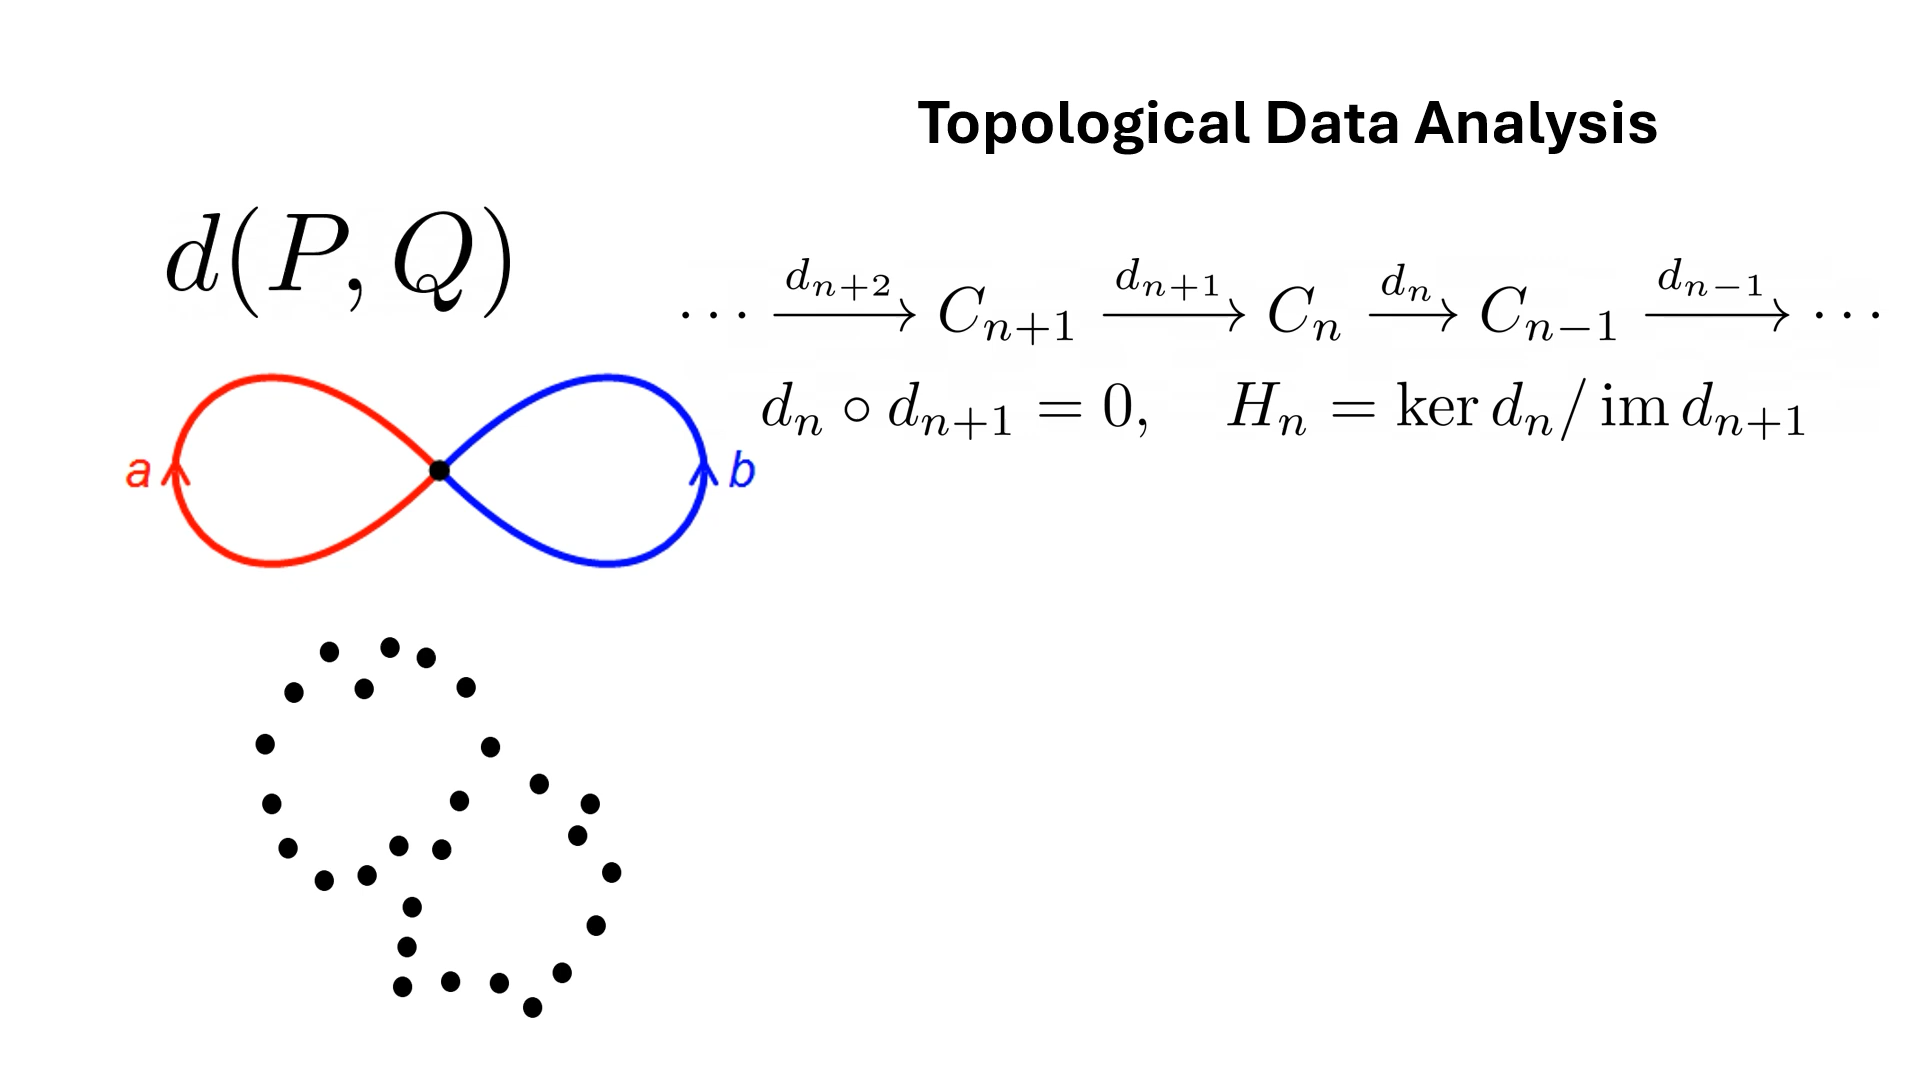 Topological Data Analysis
d(P, Q)
⋯ →^{d_{n+2}} C_{n+1} →^{d_{n+1}} C_n →^{d_n} C_{n-1} →^{d_{n-1}} ⋯
d_n ∘ d_{n+1} = 0, H_n = ker d_n / im d_{n+1}
a b